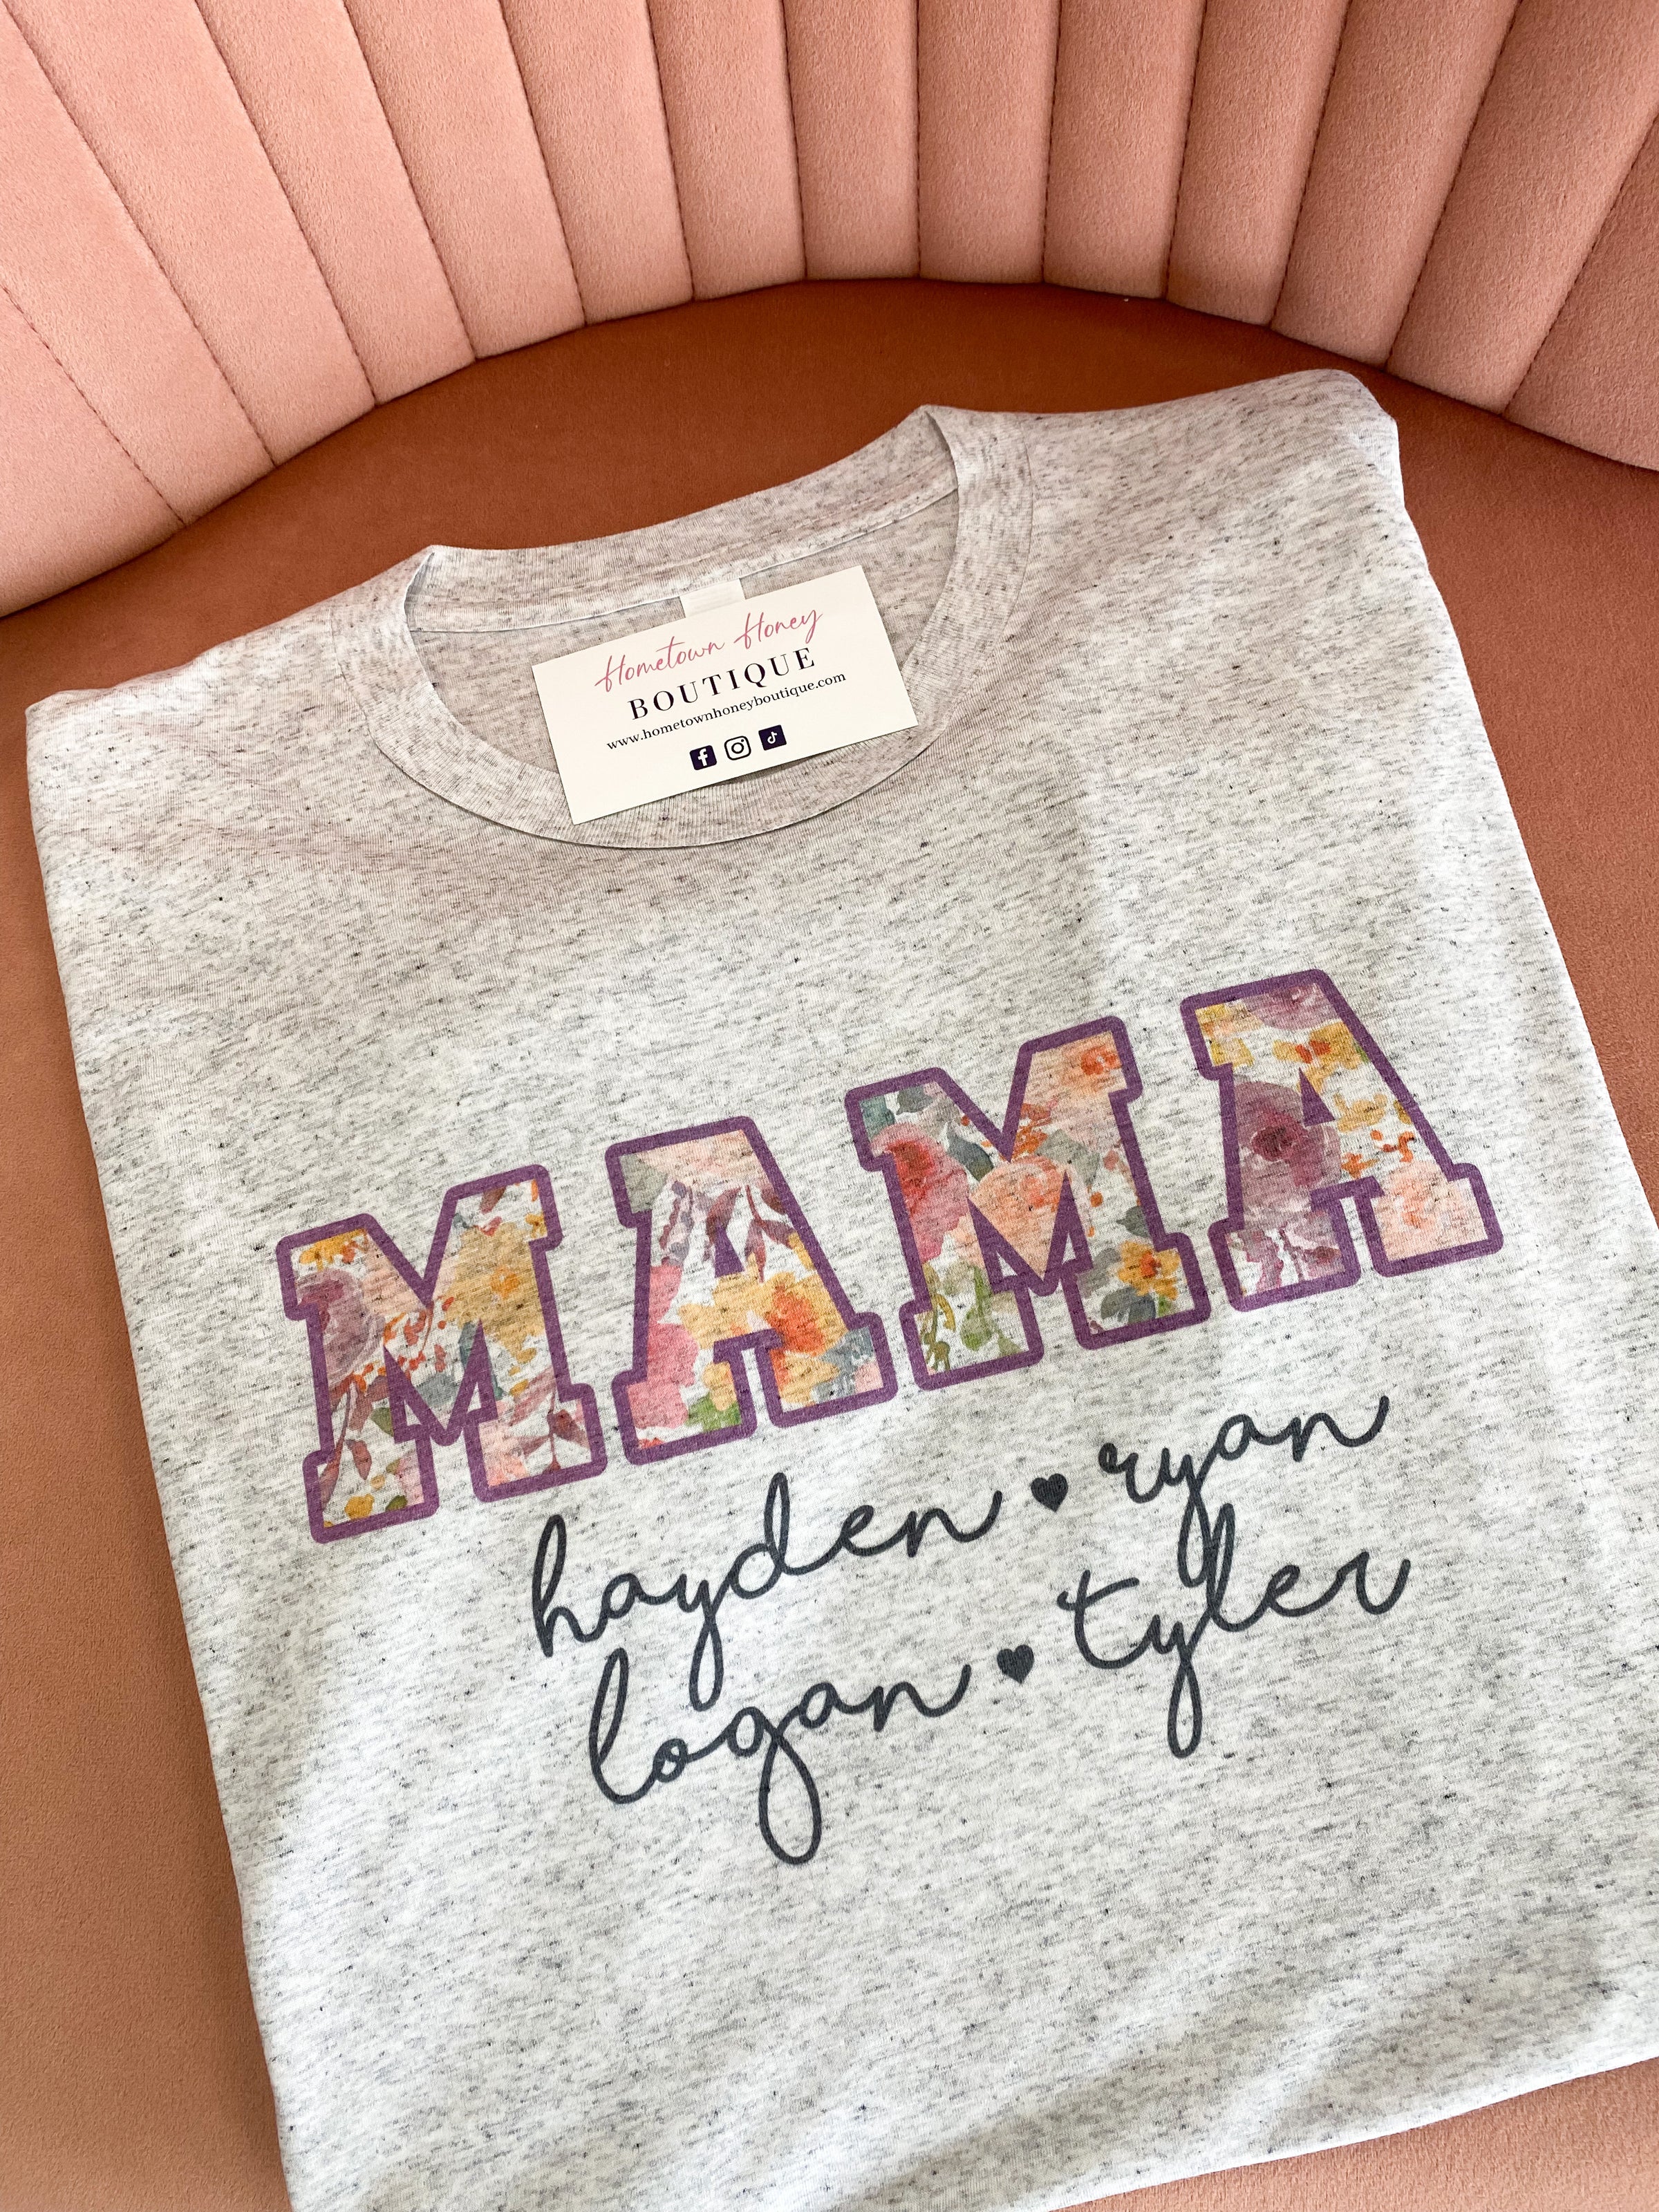 Hometown Honey
BOUTIQUE
www.hometownhoneyboutique.com
MAMA
hayden ♥ ryan
logan ♥ tyler